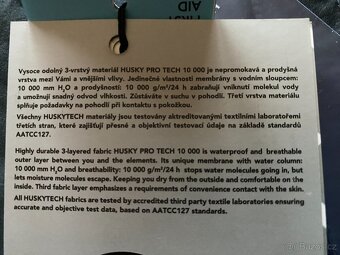 FIRST
AID
Vysoce odolný 3-vrstvý materiál HUSKY PRO TECH 10 000 je nepromokavá a prodyšná
vrstva mezi Vámi a vnějšími vlivy. Jedinečné vlastnosti membrány s vodním sloupcem:
10 000 mm H₂O a prodyšností: 10 000 g/m²/24 h zabraňují vniknutí molekul vody
a umožňují snadný odvod vlhkosti. Zůstáváte v suchu a v pohodlí. Třetí vrstva materiálu
splňuje požadavky na pohodlí při kontaktu s pokožkou.
Všechny HUSKYTECH materiály jsou testovány akreditovanými textilními laboratořemi
třetích stran, které zajišťují přesné a objektivní testovací údaje na základě standardů
AATCC127.
Highly durable 3-layered fabric HUSKY PRO TECH 10 000 is waterproof and breathable
outer layer between you and the elements. Its unique membrane with water column:
10 000 mm H₂O and breathability: 10 000 g/m²/24 h stops water molecules going in, but
lets moisture molecules escape. Keeping you dry from the outside and comfortable on the
inside. Third fabric layer emphasizes a requirements of convenience contact with the skin.
All HUSKYTECH fabrics are tested by accredited third party textile laboratories ensuring
accurate and objective test data, based on
AATCC127 standards.